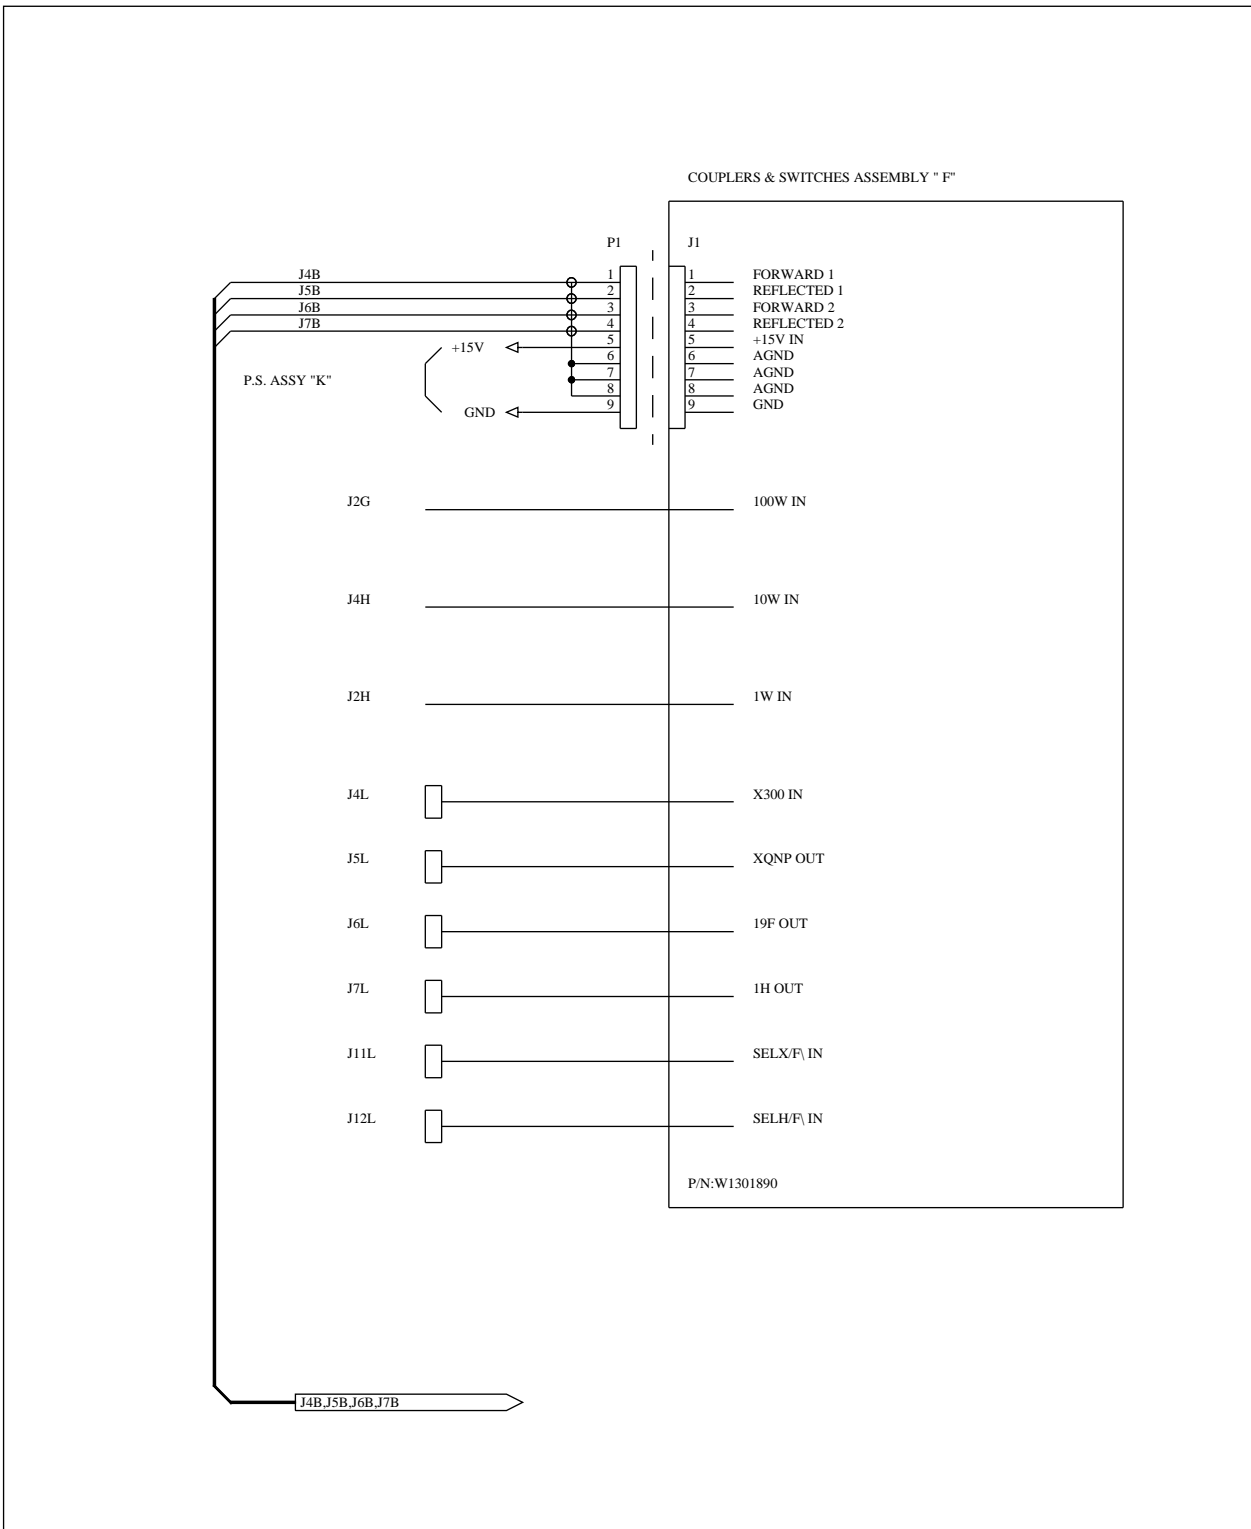 COUPLERS & SWITCHES ASSEMBLY " F"
P1 J1
J4B 1 1 FORWARD 1
J5B 2 2 REFLECTED 1
J6B 3 3 FORWARD 2
J7B 4 4 REFLECTED 2
+15V 5 5 +15V IN
6 6 AGND
P.S. ASSY "K" 7 7 AGND
8 8 AGND
GND 9 9 GND
J2G 100W IN
J4H 10W IN
J2H 1W IN
J4L X300 IN
J5L XQNP OUT
J6L 19F OUT
J7L 1H OUT
J11L SELX/F\ IN
J12L SELH/F\ IN
P/N:W1301890
J4B,J5B,J6B,J7B